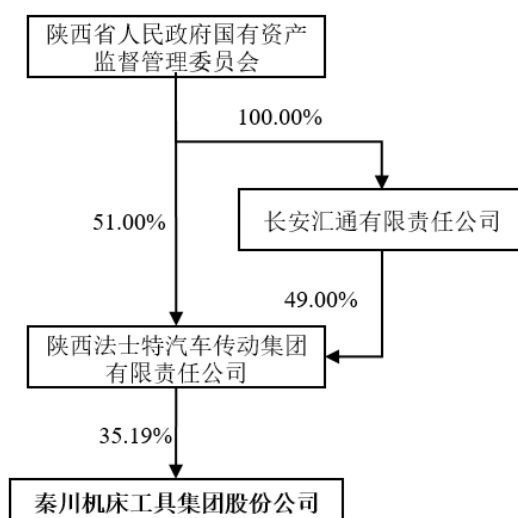 陕西省人民政府国有资产
监督管理委员会
100.00%
51.00%
长安汇通有限责任公司
49.00%
陕西法士特汽车传动集团
有限责任公司
35.19%
秦川机床工具集团股份公司